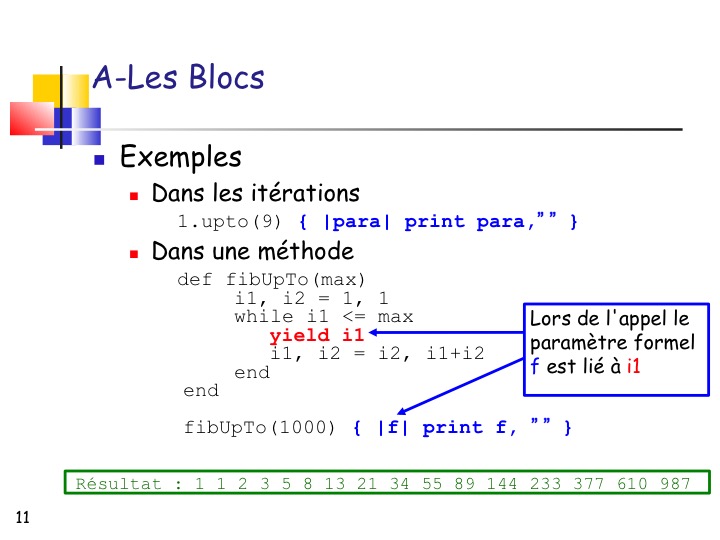 A-Les Blocs
Exemples
Dans les itérations
1.upto(9) { |para| print para,”” }
Dans une méthode
def fibUpTo(max)
i1, i2 = 1, 1
while i1 <= max
yield i1
i1, i2 = i2, i1+i2
end
end
Lors de l'appel le
paramètre formel
f est lié à i1
fibUpTo(1000) { |f| print f, ”” }
Résultat : 1 1 2 3 5 8 13 21 34 55 89 144 233 377 610 987
11